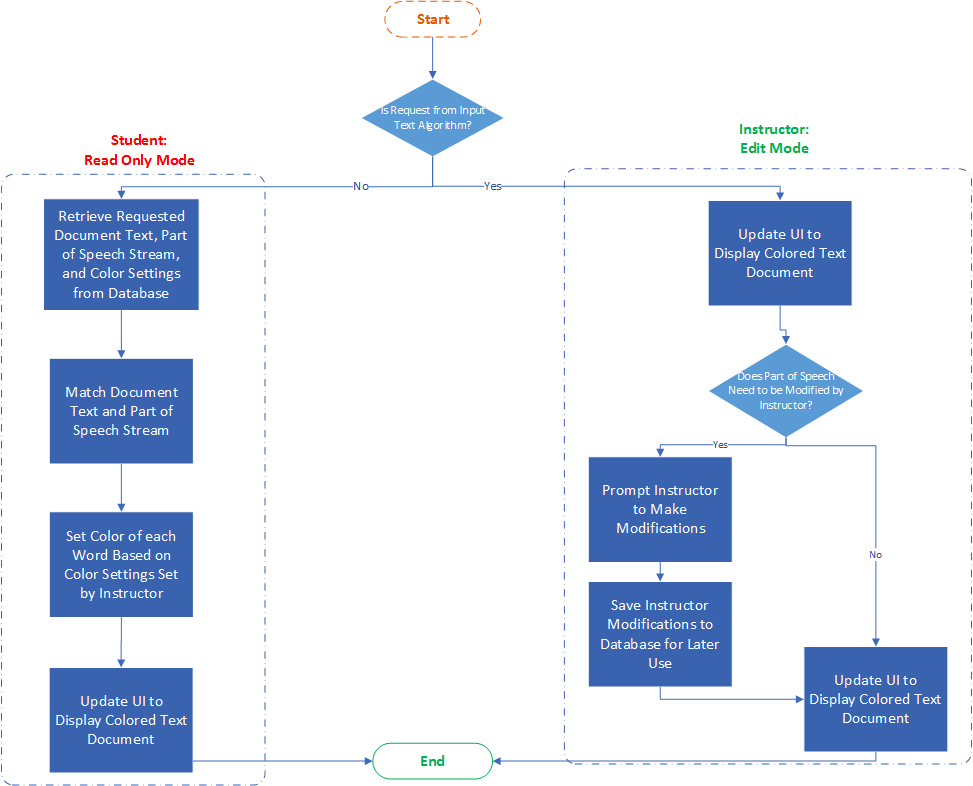 Start
Is Request from Input
Text Algorithm?
Student:
Read Only Mode
Instructor:
Edit Mode
No
Yes
Retrieve Requested
Document Text, Part
of Speech Stream,
and Color Settings
from Database
Match Document
Text and Part of
Speech Stream
Set Color of each
Word Based on
Color Settings Set
by Instructor
Update UI to
Display Colored Text
Document
Update UI to
Display Colored Text
Document
Does Part of Speech
Need to be Modified by
Instructor?
Yes
No
Prompt Instructor
to Make
Modifications
Save Instructor
Modifications to
Database for Later
Use
Update UI to
Display Colored Text
Document
End